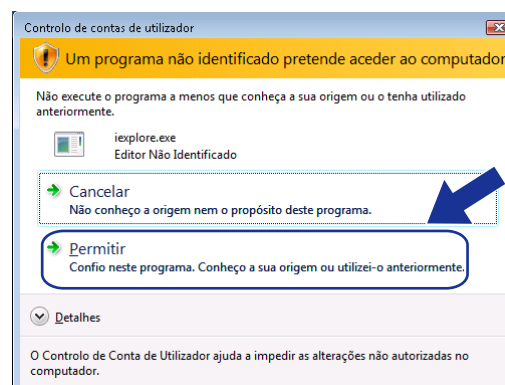 Controlo de contas de utilizador
Um programa não identificado pretende aceder ao computador
Não execute o programa a menos que conheça a sua origem ou o tenha utilizado
anteriormente.
iexplore.exe
Editor Não Identificado
Cancelar
Não conheço a origem nem o propósito deste programa.
Permitir
Confio neste programa. Conheço a sua origem ou utilizei-o anteriormente.
Detalhes
O Controlo de Conta de Utilizador ajuda a impedir as alterações não autorizadas no
computador.